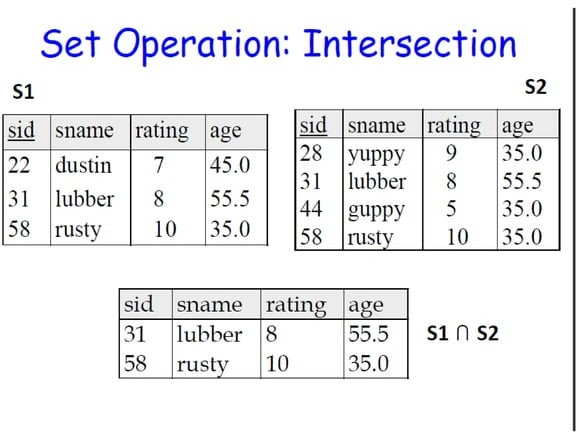 Set Operation: Intersection
S1
sid sname rating age
22 dustin 7 45.0
31 lubber 8 55.5
58 rusty 10 35.0
S2
sid sname rating age
28 yuppy 9 35.0
31 lubber 8 55.5
44 guppy 5 35.0
58 rusty 10 35.0
sid sname rating age
31 lubber 8 55.5
58 rusty 10 35.0
S1 ∩ S2